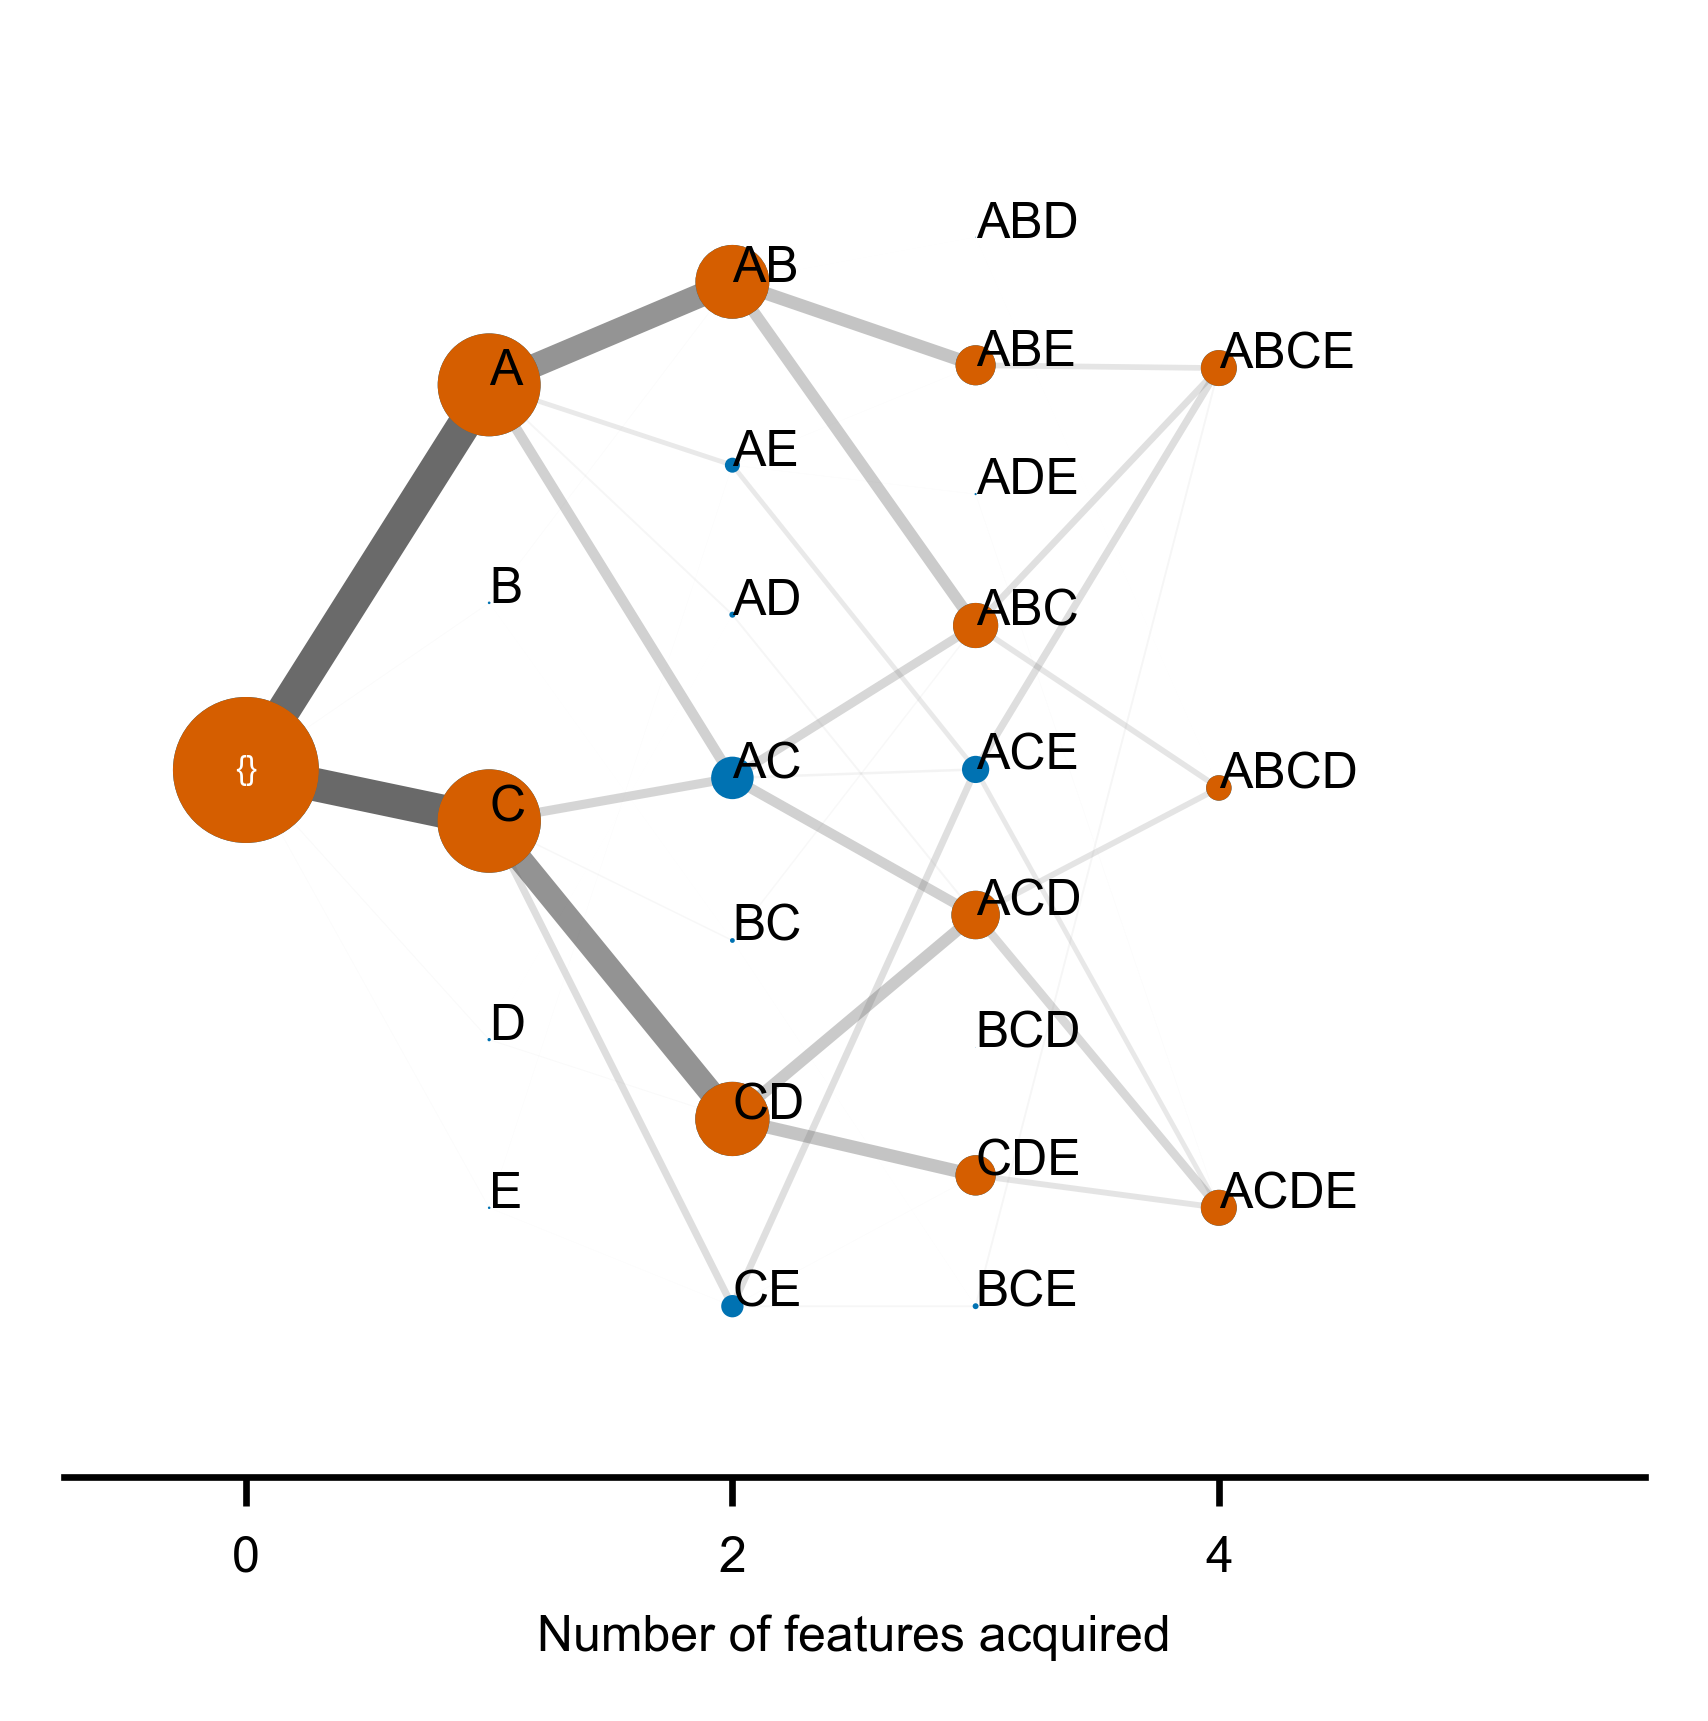 ABD
AB
ABE
ABCE
A
AE
ADE
B
AD
ABC
{}
C
AC
ACE
ABCD
BC
ACD
D
BCD
CD
CDE
E
ACDE
CE
BCE
0 2 4
Number of features acquired